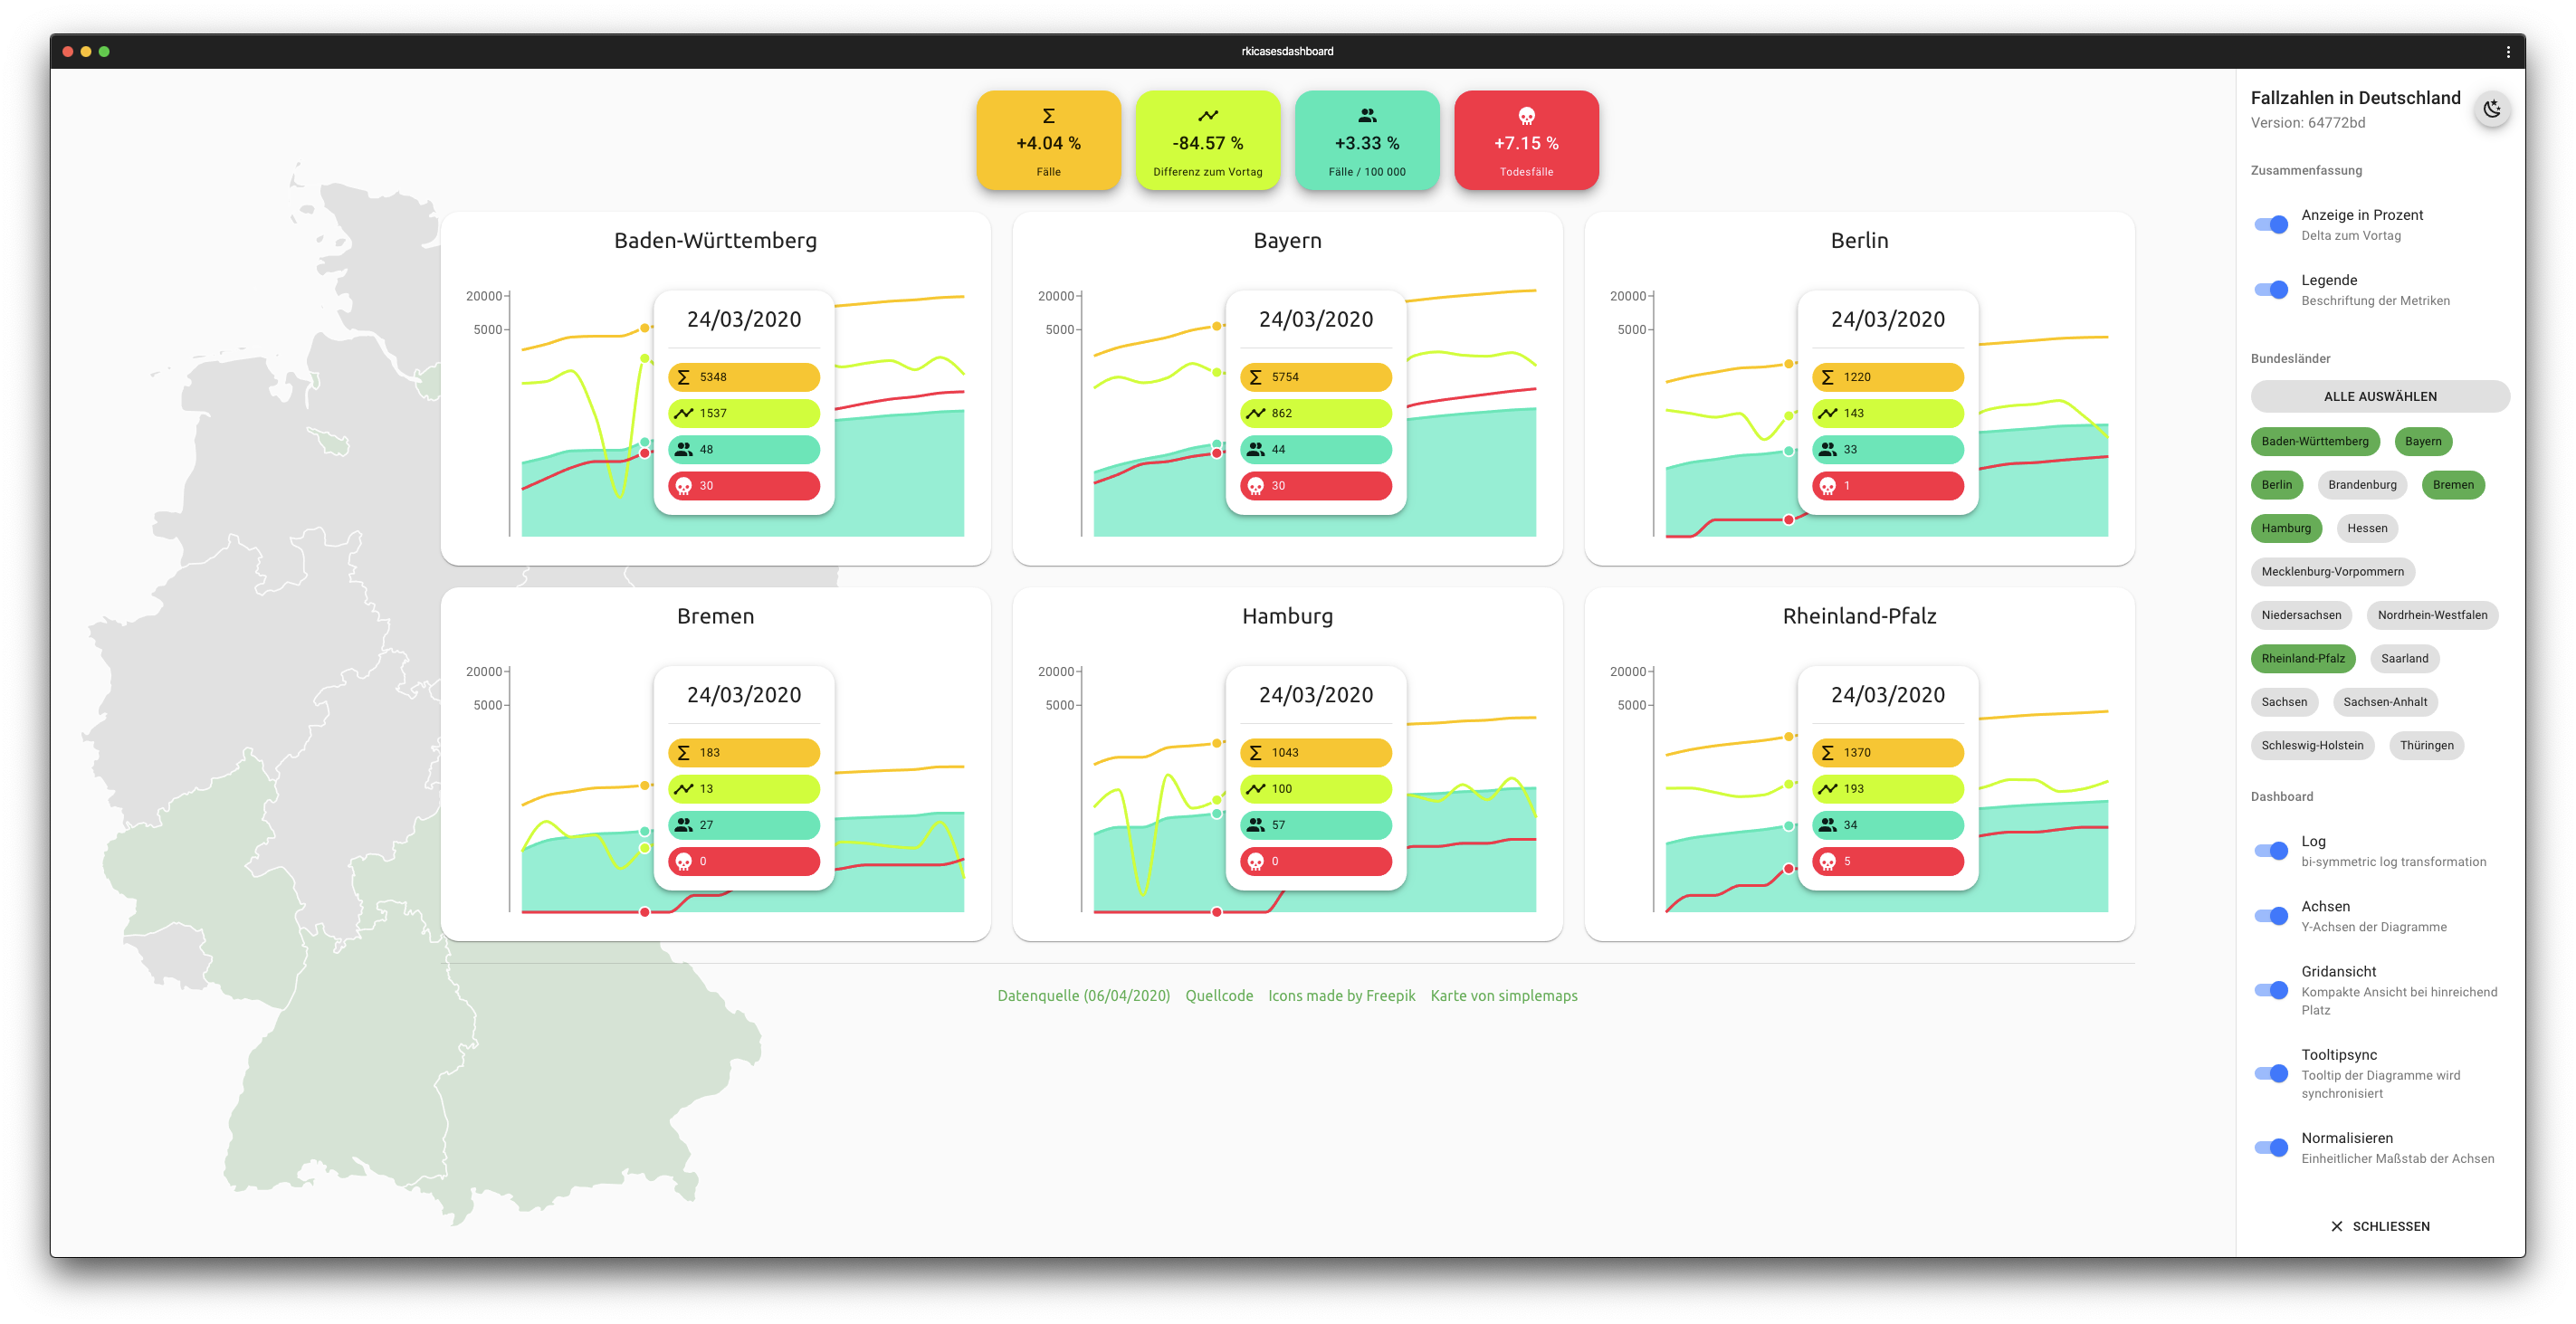 rkicasesdashboard
+4.04 %
Fälle
-84.57 %
Differenz zum Vortag
+3.33 %
Fälle / 100 000
+7.15 %
Todesfälle
Baden-Württemberg
20000
5000
24/03/2020
5348
1537
48
30
Bayern
20000
5000
24/03/2020
5754
862
44
30
Berlin
20000
5000
24/03/2020
1220
143
33
1
Bremen
20000
5000
24/03/2020
183
13
27
0
Hamburg
20000
5000
24/03/2020
1043
100
57
0
Rheinland-Pfalz
20000
5000
24/03/2020
1370
193
34
5
Datenquelle (06/04/2020) Quellcode Icons made by Freepik Karte von simplemaps
Fallzahlen in Deutschland
Version: 64772bd
Zusammenfassung
Anzeige in Prozent
Delta zum Vortag
Legende
Beschriftung der Metriken
Bundesländer
ALLE AUSWÄHLEN
Baden-Württemberg Bayern
Berlin Brandenburg Bremen
Hamburg Hessen
Mecklenburg-Vorpommern
Niedersachsen Nordrhein-Westfalen
Rheinland-Pfalz Saarland
Sachsen Sachsen-Anhalt
Schleswig-Holstein Thüringen
Dashboard
Log
bi-symmetric log transformation
Achsen
Y-Achsen der Diagramme
Gridansicht
Kompakte Ansicht bei hinreichend
Platz
Tooltipsync
Tooltip der Diagramme wird
synchronisiert
Normalisieren
Einheitlicher Maßstab der Achsen
SCHLIESSEN